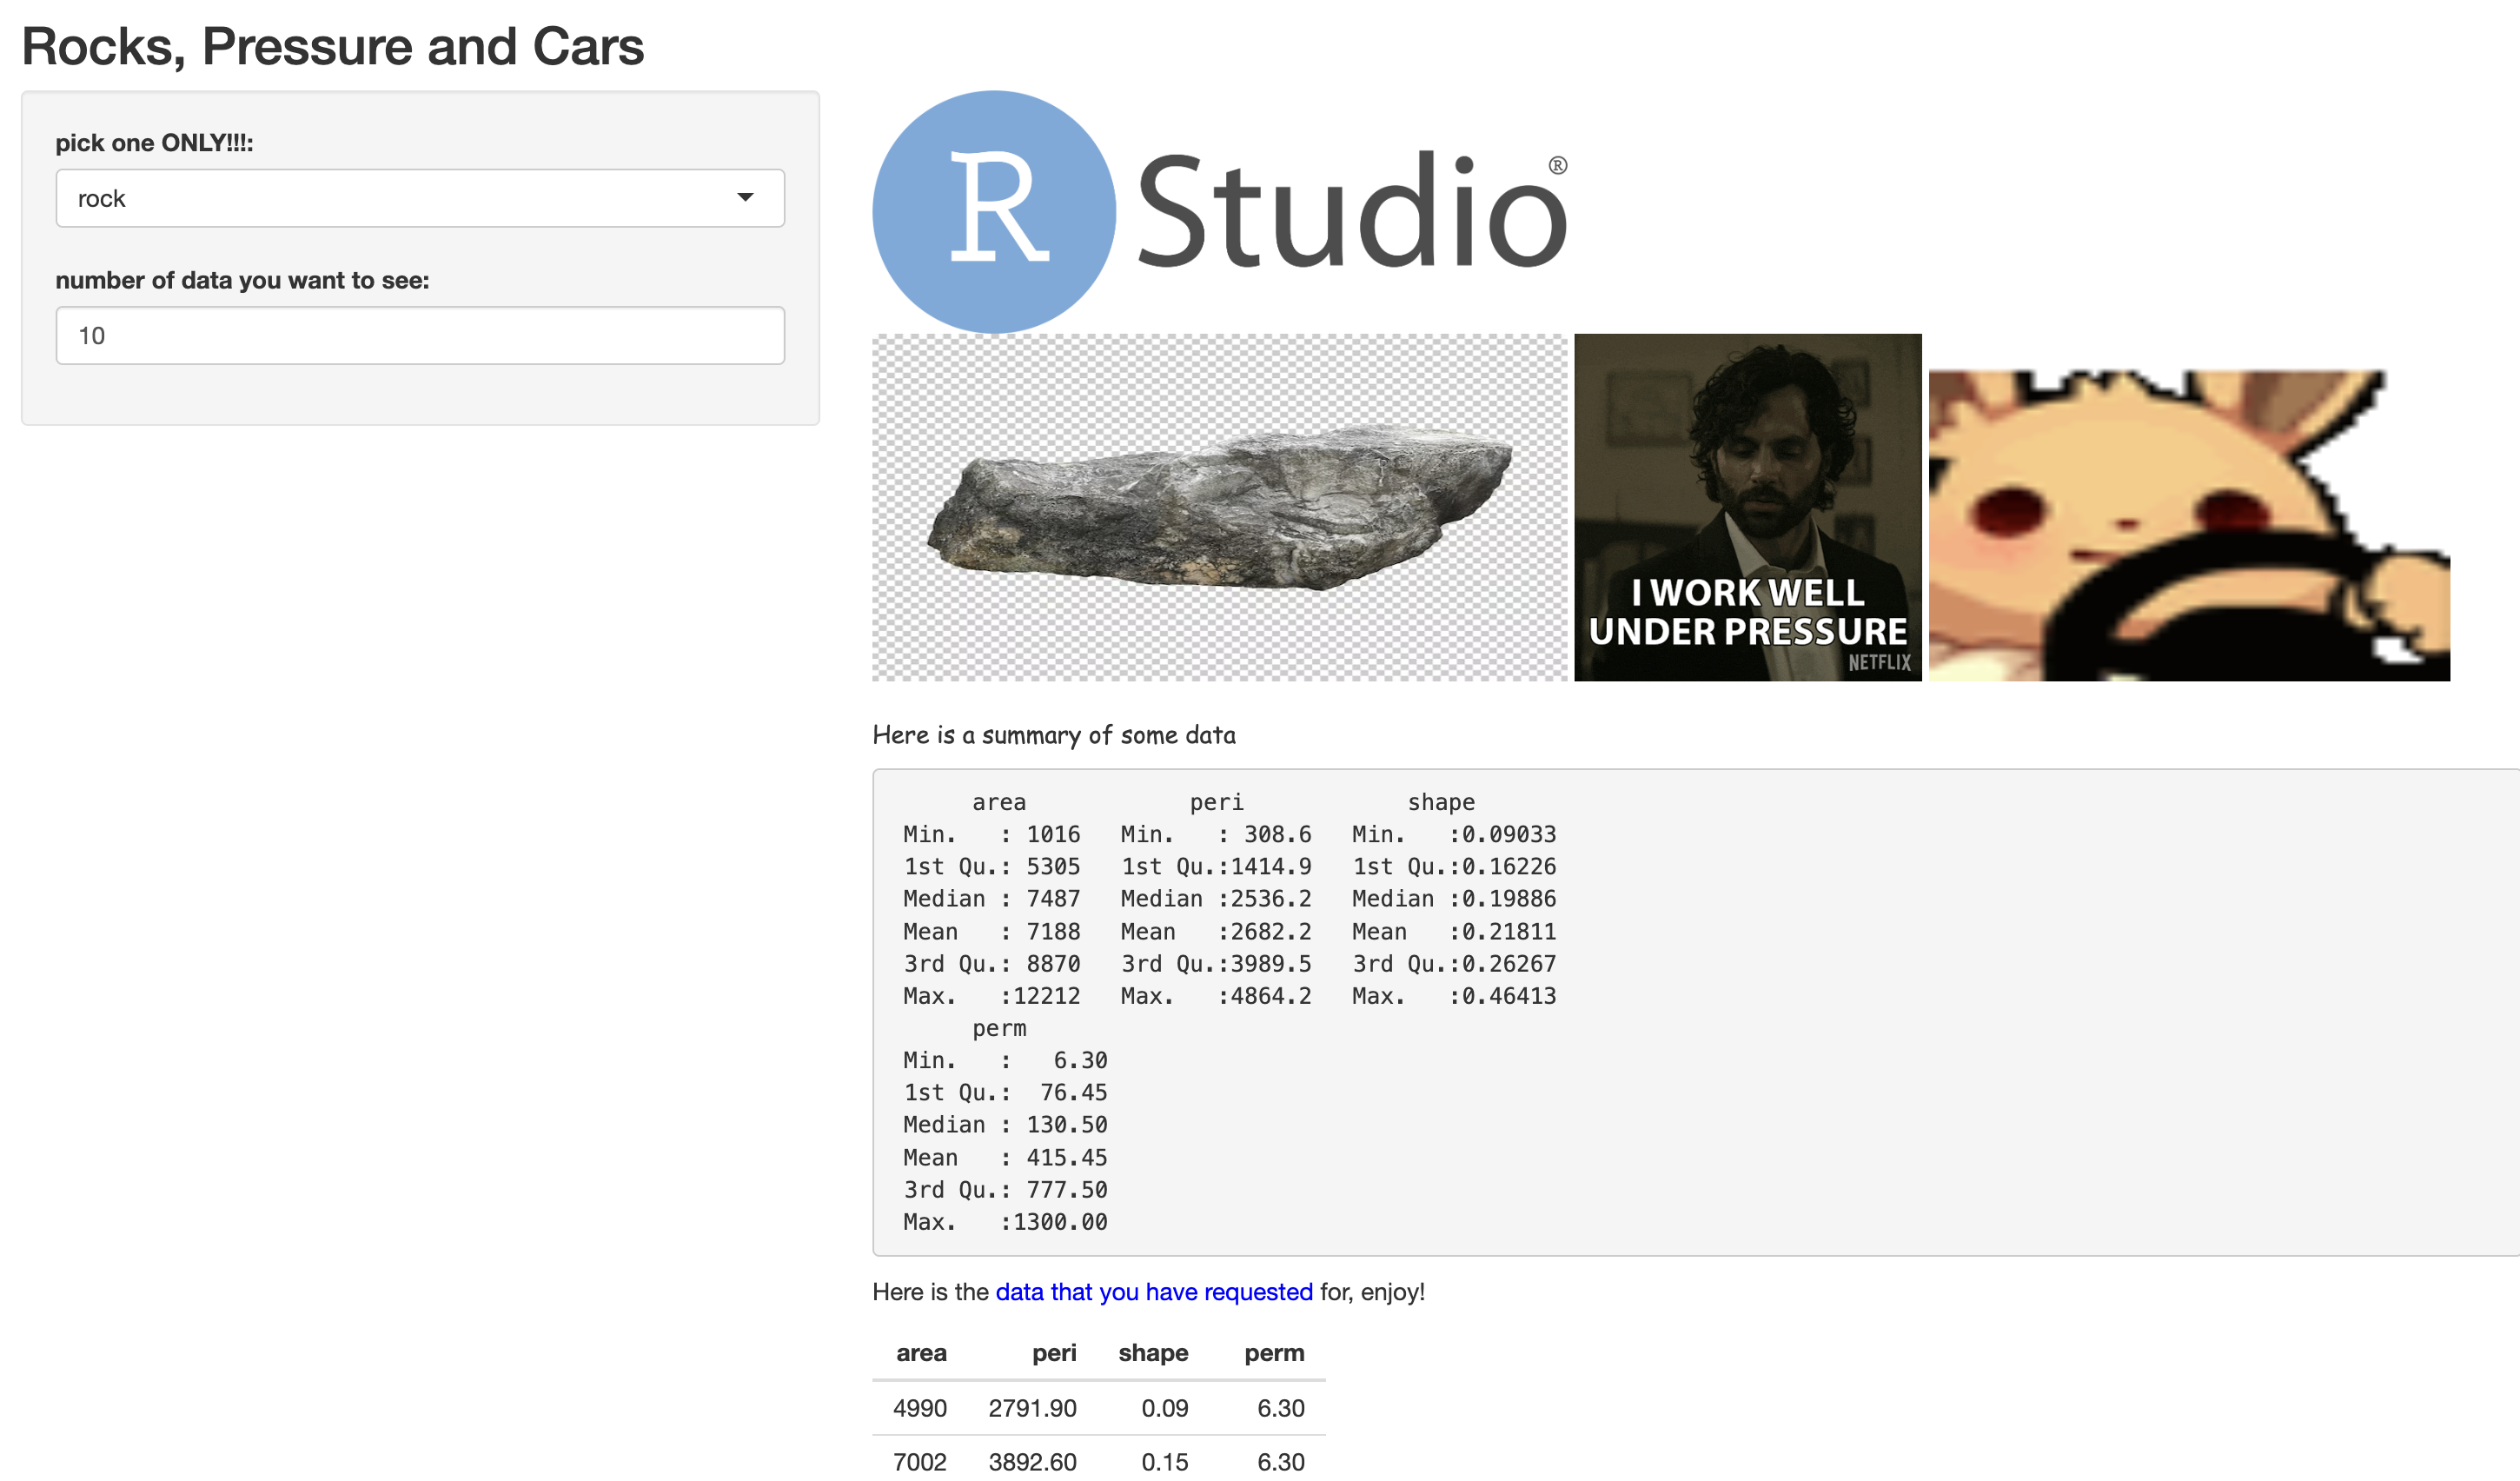 Rocks, Pressure and Cars
pick one ONLY!!!:
rock
number of data you want to see:
10
R Studio®
I WORK WELL
UNDER PRESSURE
NETFLIX
Here is a summary of some data
area peri shape
Min. : 1016 Min. : 308.6 Min. :0.09033
1st Qu.: 5305 1st Qu.:1414.9 1st Qu.:0.16226
Median : 7487 Median :2536.2 Median :0.19886
Mean : 7188 Mean :2682.2 Mean :0.21811
3rd Qu.: 8870 3rd Qu.:3989.5 3rd Qu.:0.26267
Max. :12212 Max. :4864.2 Max. :0.46413
perm
Min. : 6.30
1st Qu.: 76.45
Median : 130.50
Mean : 415.45
3rd Qu.: 777.50
Max. :1300.00
Here is the data that you have requested for, enjoy!
area peri shape perm
4990 2791.90 0.09 6.30
7002 3892.60 0.15 6.30